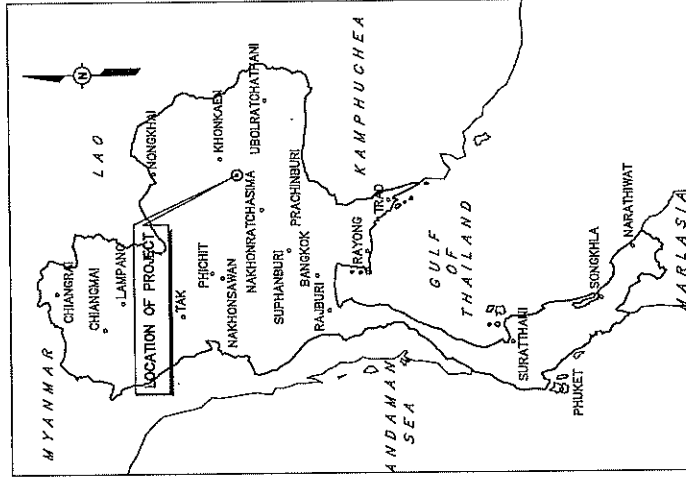 MYANMAR
LAO
CHIANGRAI
CHIANGMAI
LAMPANG
NONGKHAI
LOCATION OF PROJECT
N
TAK
KHONKAEN
PHICHIT
NAKHONSAWAN
UBOLRATCHATHANI
NAKHONRATCHASIMA
SUPHANBURI
PRACHINBURI
BANGKOK
RAJBURI
KAMPHUCHEA
RAYONG
TRAD
GULF
OF
THAILAND
ANDAMAN
SEA
SURATTHANI
PHUKET
SONGKHLA
NARATHIWAT
MARLASIA